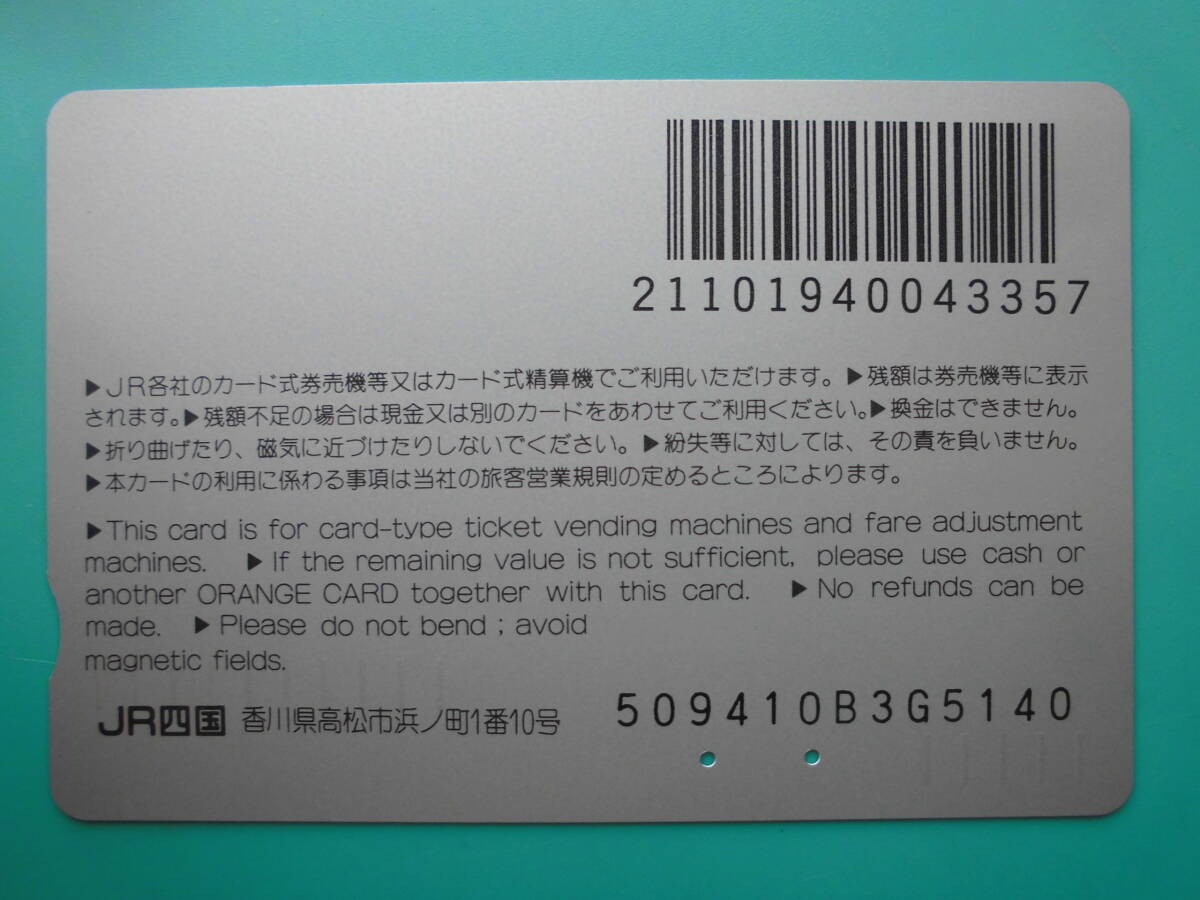 21101940043357
▶JR各社のカード式券売機等又はカード式精算機でご利用いただけます。▶残額は券売機等に表示
されます。▶残額不足の場合は現金又は別のカードをあわせてご利用ください。▶換金はできません。
▶折り曲げたり、磁気に近づけたりしないでください。▶紛失等に対しては、その責を負いません。
▶本カードの利用に係わる事項は当社の旅客営業規則の定めるところによります。
▶This card is for card-type ticket vending machines and fare adjustment
machines. ▶If the remaining value is not sufficient, please use cash or
another ORANGE CARD together with this card. ▶No refunds can be
made. ▶Please do not bend ; avoid
magnetic fields.
JR四国 香川県高松市浜ノ町1番10号 509410B3G5140